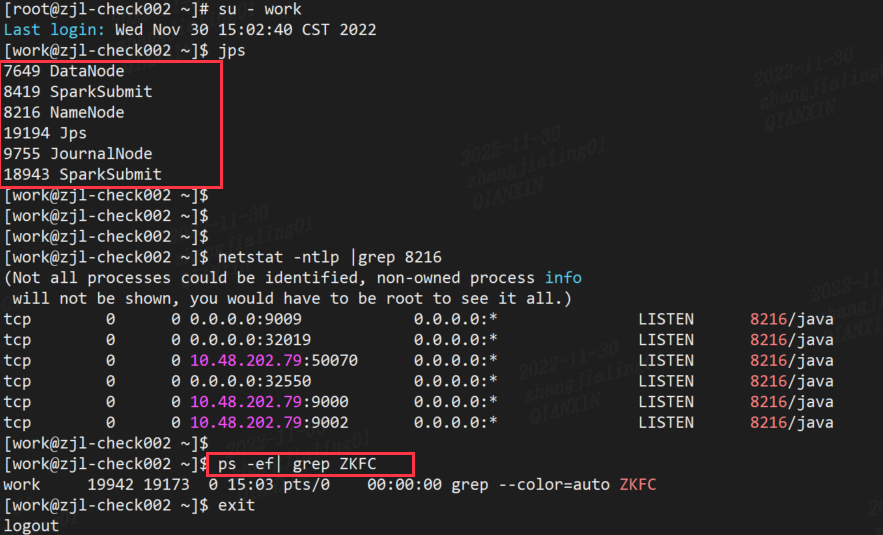 [root@zjl-check002 ~]# su - work
Last login: Wed Nov 30 15:02:40 CST 2022
[work@zjl-check002 ~]$ jps
7649 DataNode
8419 SparkSubmit
8216 NameNode
19194 Jps
9755 JournalNode
18943 SparkSubmit
[work@zjl-check002 ~]$
[work@zjl-check002 ~]$
[work@zjl-check002 ~]$
[work@zjl-check002 ~]$ netstat -ntlp |grep 8216
(Not all processes could be identified, non-owned process info
 will not be shown, you would have to be root to see it all.)
tcp        0      0 0.0.0.0:9009            0.0.0.0:*               LISTEN      8216/java
tcp        0      0 0.0.0.0:32019           0.0.0.0:*               LISTEN      8216/java
tcp        0      0 10.48.202.79:50070      0.0.0.0:*               LISTEN      8216/java
tcp        0      0 0.0.0.0:32550           0.0.0.0:*               LISTEN      8216/java
tcp        0      0 10.48.202.79:9000       0.0.0.0:*               LISTEN      8216/java
tcp        0      0 10.48.202.79:9002       0.0.0.0:*               LISTEN      8216/java
[work@zjl-check002 ~]$
[work@zjl-check002 ~]$ ps -ef| grep ZKFC
work     19942 19173  0 15:03 pts/0    00:00:00 grep --color=auto ZKFC
[work@zjl-check002 ~]$ exit
logout
2022-11-30
zhangjialing01
QIANXIN